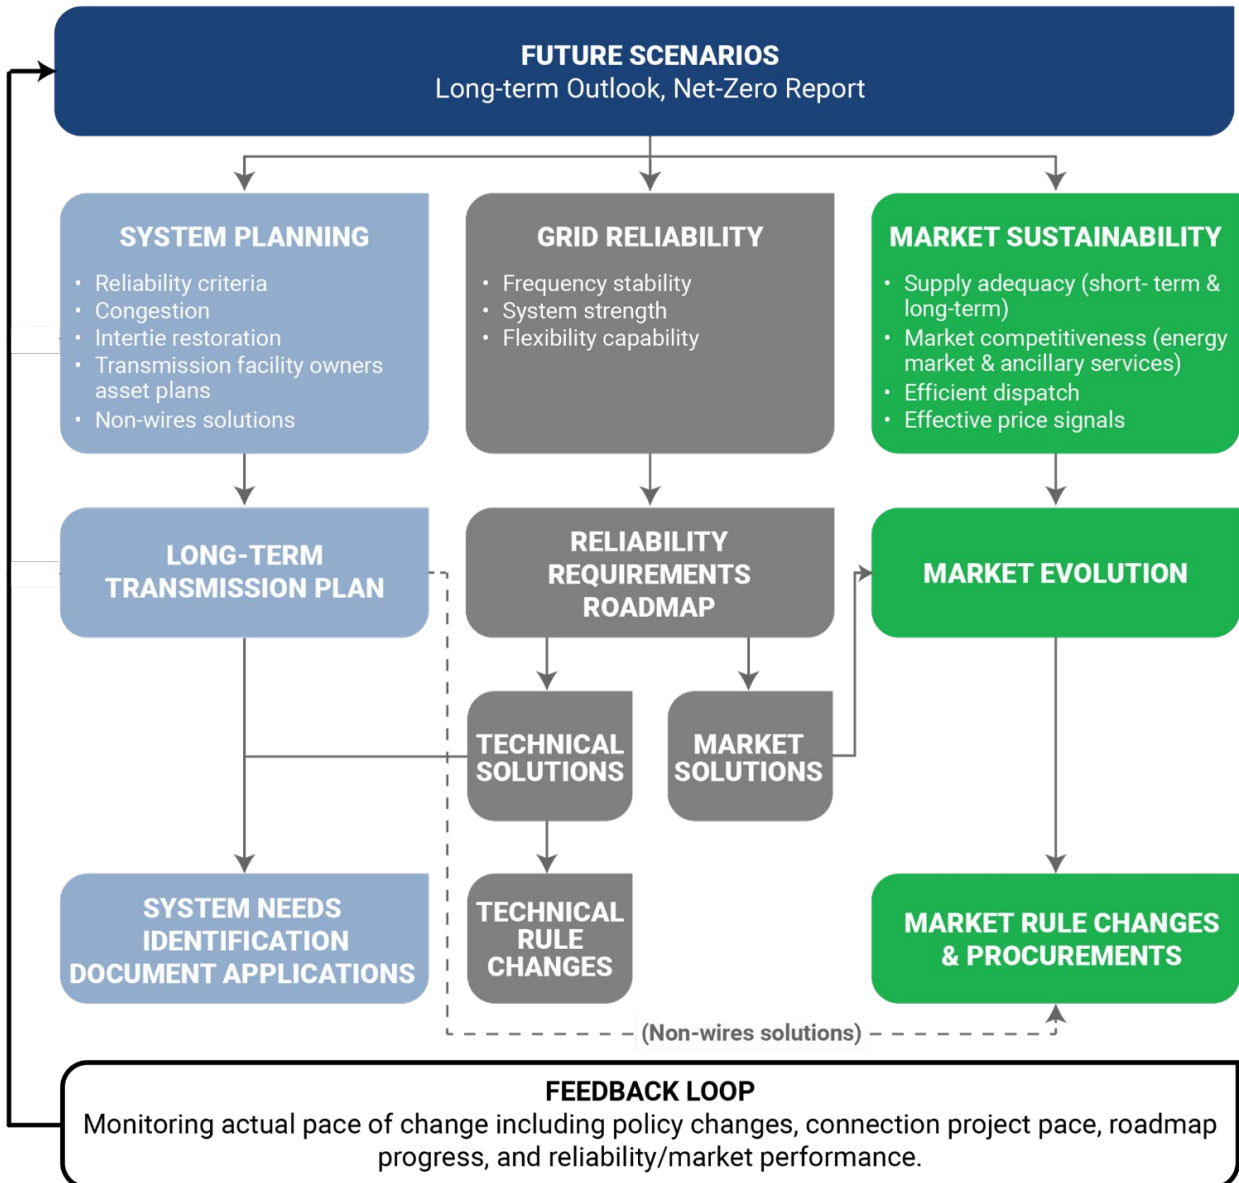 FUTURE SCENARIOS
Long-term Outlook, Net-Zero Report
SYSTEM PLANNING
• Reliability criteria
• Congestion
• Intertie restoration
• Transmission facility owners
asset plans
• Non-wires solutions
GRID RELIABILITY
• Frequency stability
• System strength
• Flexibility capability
MARKET SUSTAINABILITY
• Supply adequacy (short- term &
long-term)
• Market competitiveness (energy
market & ancillary services)
• Efficient dispatch
• Effective price signals
LONG-TERM
TRANSMISSION PLAN
RELIABILITY
REQUIREMENTS
ROADMAP
MARKET EVOLUTION
TECHNICAL
SOLUTIONS
MARKET
SOLUTIONS
SYSTEM NEEDS
IDENTIFICATION
DOCUMENT APPLICATIONS
TECHNICAL
RULE
CHANGES
MARKET RULE CHANGES
& PROCUREMENTS
(Non-wires solutions)
FEEDBACK LOOP
Monitoring actual pace of change including policy changes, connection project pace, roadmap
progress, and reliability/market performance.